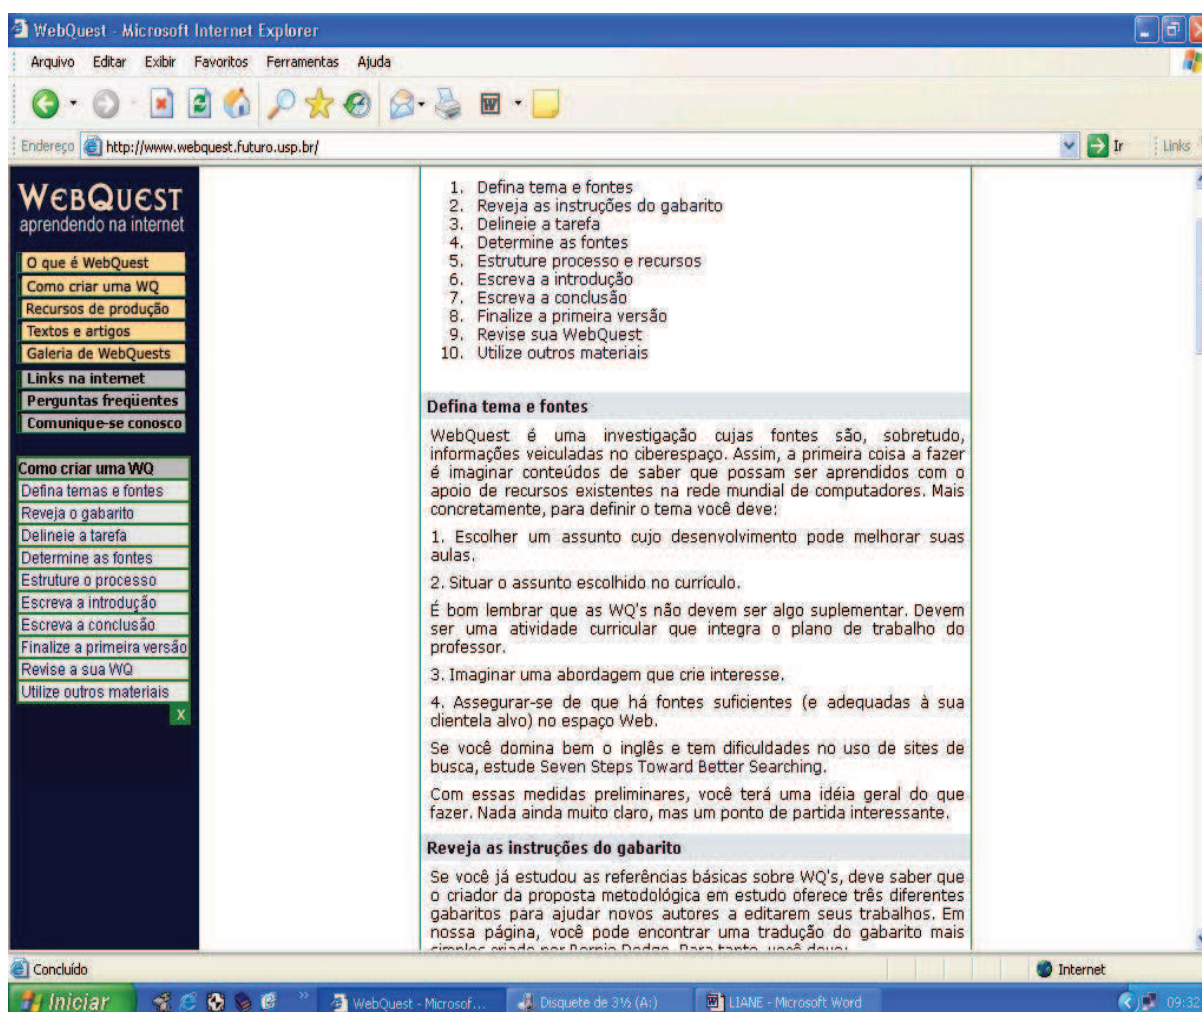 WebQuest - Microsoft Internet Explorer
Arquivo Editar Exibir Favoritos Ferramentas Ajuda
Endereço http://www.webquest.futuro.usp.br/ Ir Links
WEBQUEST
aprendendo na internet
O que é WebQuest
Como criar uma WQ
Recursos de produção
Textos e artigos
Galeria de WebQuests
Links na internet
Perguntas freqüentes
Comunique-se conosco
Como criar uma WQ
Defina temas e fontes
Reveja o gabarito
Delineie a tarefa
Determine as fontes
Estruture o processo
Escreva a introdução
Escreva a conclusão
Finalize a primeira versão
Revise a sua WQ
Utilize outros materiais
X
1. Defina tema e fontes
2. Reveja as instruções do gabarito
3. Delineie a tarefa
4. Determine as fontes
5. Estruture processo e recursos
6. Escreva a introdução
7. Escreva a conclusão
8. Finalize a primeira versão
9. Revise sua WebQuest
10. Utilize outros materiais
Defina tema e fontes
WebQuest é uma investigação cujas fontes são, sobretudo,
informações veiculadas no ciberespaço. Assim, a primeira coisa a fazer
é imaginar conteúdos de saber que possam ser aprendidos com o
apoio de recursos existentes na rede mundial de computadores. Mais
concretamente, para definir o tema você deve:
1. Escolher um assunto cujo desenvolvimento pode melhorar suas
aulas.
2. Situar o assunto escolhido no currículo.
É bom lembrar que as WQ's não devem ser algo suplementar. Devem
ser uma atividade curricular que integra o plano de trabalho do
professor.
3. Imaginar uma abordagem que crie interesse.
4. Assegurar-se de que há fontes suficientes (e adequadas à sua
clientela alvo) no espaço Web.
Se você domina bem o inglês e tem dificuldades no uso de sites de
busca, estude Seven Steps Toward Better Searching.
Com essas medidas preliminares, você terá uma idéia geral do que
fazer. Nada ainda muito claro, mas um ponto de partida interessante.
Reveja as instruções do gabarito
Se você já estudou as referências básicas sobre WQ's, deve saber que
o criador da proposta metodológica em estudo oferece três diferentes
gabaritos para ajudar novos autores a editarem seus trabalhos. Em
nossa página, você pode encontrar uma tradução do gabarito mais
simples criado por Bernie Dodge. Para tanto, você deve:
Concluído Internet
Iniciar WebQuest - Microsof... Disquete de 3½ (A:) LIANE - Microsoft Word 09:32